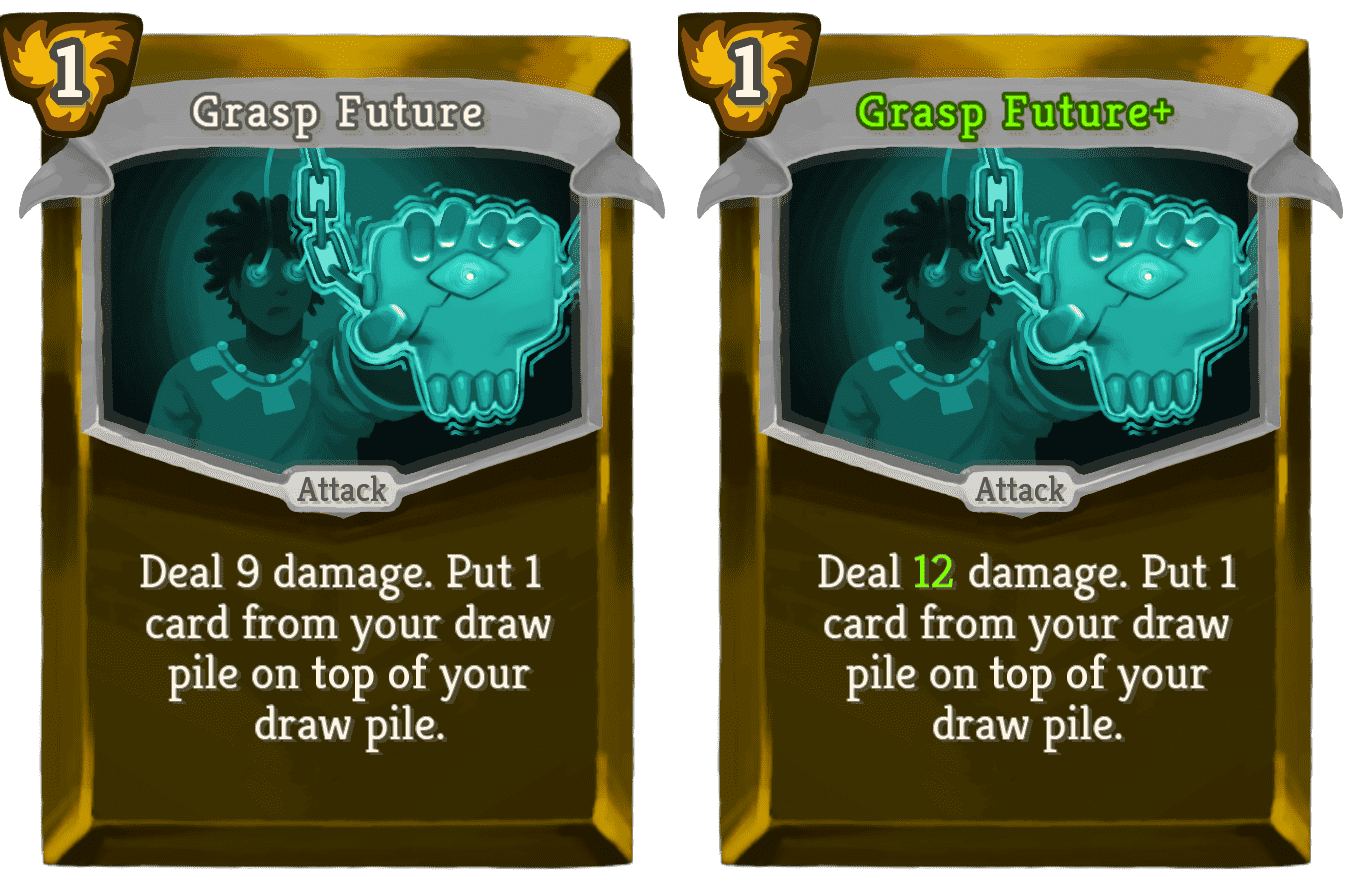 1
Grasp Future
Attack
Deal 9 damage. Put 1
card from your draw
pile on top of your
draw pile.
1
Grasp Future+
Attack
Deal 12 damage. Put 1
card from your draw
pile on top of your
draw pile.